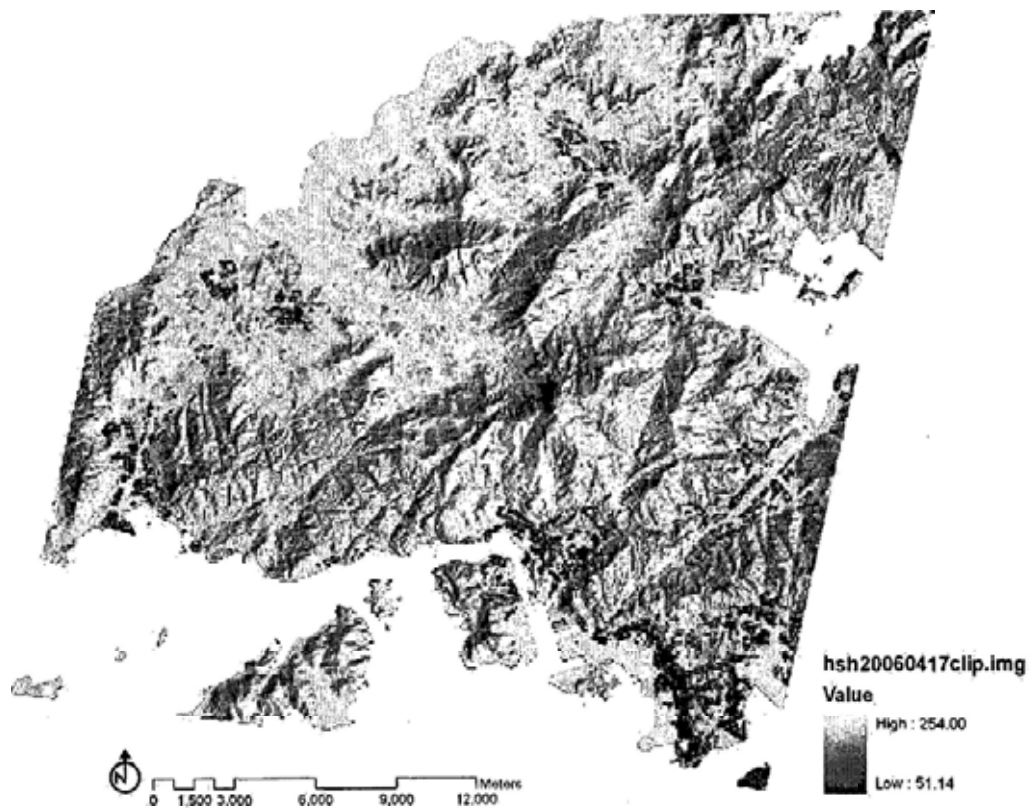 hsh20060417clip.img
Value
High : 254.00
Low : 51.14
N
Meters
0 1,500 3,000 6,000 9,000 12,000